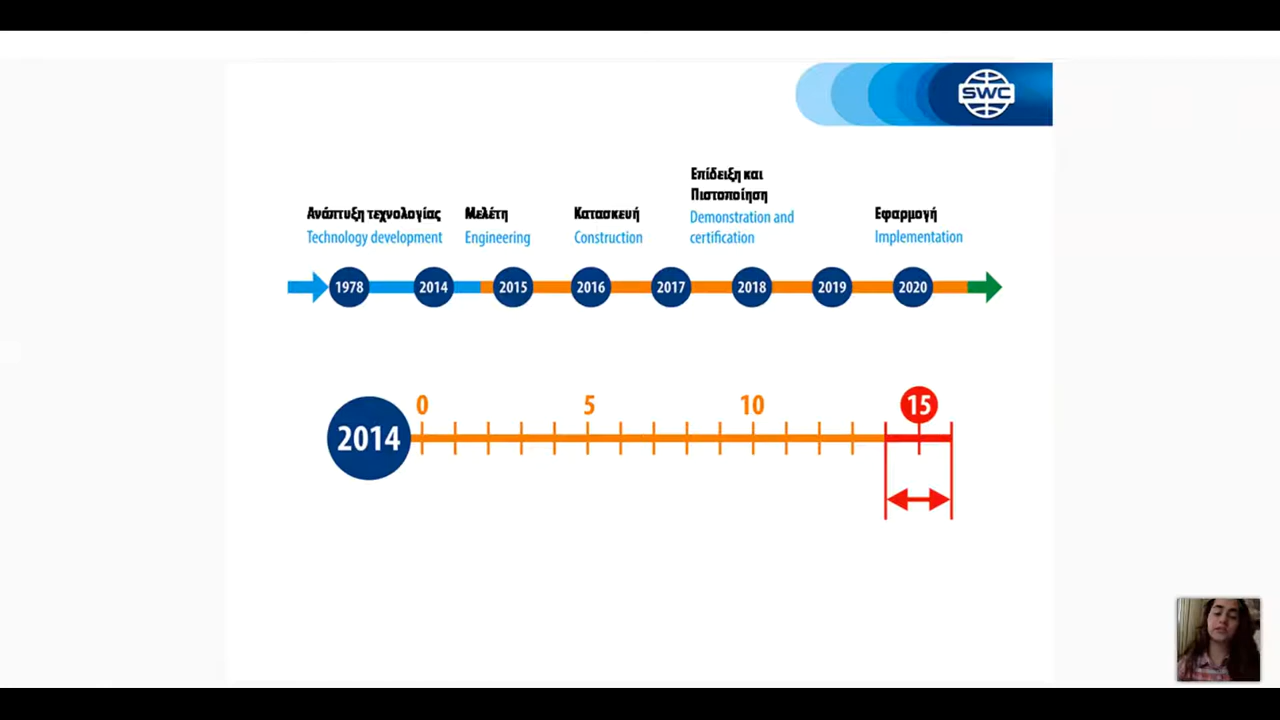 SWC
Επίδειξη και
Πιστοποίηση
Ανάπτυξη τεχνολογίας Μελέτη Κατασκευή Demonstration and Εφαρμογή
Technology development Engineering Construction certification Implementation
1978 2014 2015 2016 2017 2018 2019 2020
0 5 10 15
2014